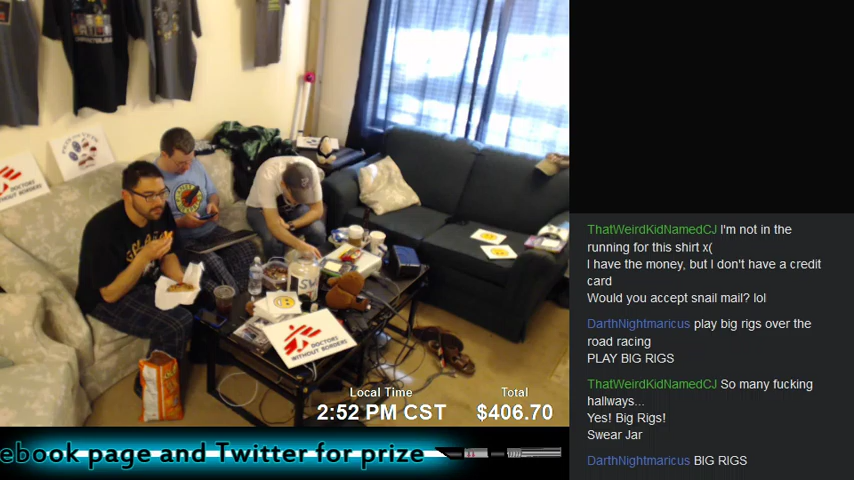 DOCTORS
WITHOUT BORDERS
DOCTORS
WITHOUT BORDERS
Local Time
Total
2:52 PM CST
$406.70
ebook page and Twitter for prize
ThatWeirdKidNamedCJ I'm not in the
running for this shirt x(
I have the money, but I don't have a credit
card
Would you accept snail mail? lol
DarthNightmaricus play big rigs over the
road racing
PLAY BIG RIGS
ThatWeirdKidNamedCJ So many fucking
hallways...
Yes! Big Rigs!
Swear Jar
DarthNightmaricus BIG RIGS